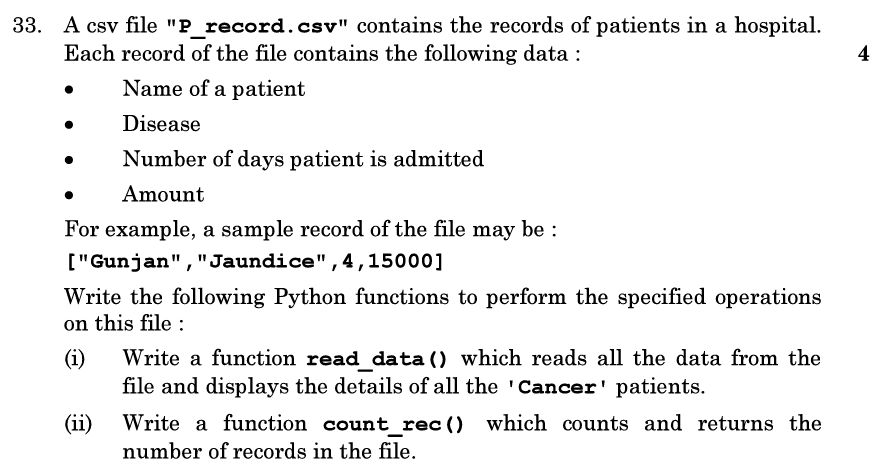 33. A csv file "P_record.csv" contains the records of patients in a hospital.
Each record of the file contains the following data : 4
• Name of a patient
• Disease
• Number of days patient is admitted
• Amount
For example, a sample record of the file may be :
["Gunjan","Jaundice",4,15000]
Write the following Python functions to perform the specified operations
on this file :
(i) Write a function read_data() which reads all the data from the
file and displays the details of all the 'Cancer' patients.
(ii) Write a function count_rec() which counts and returns the
number of records in the file.